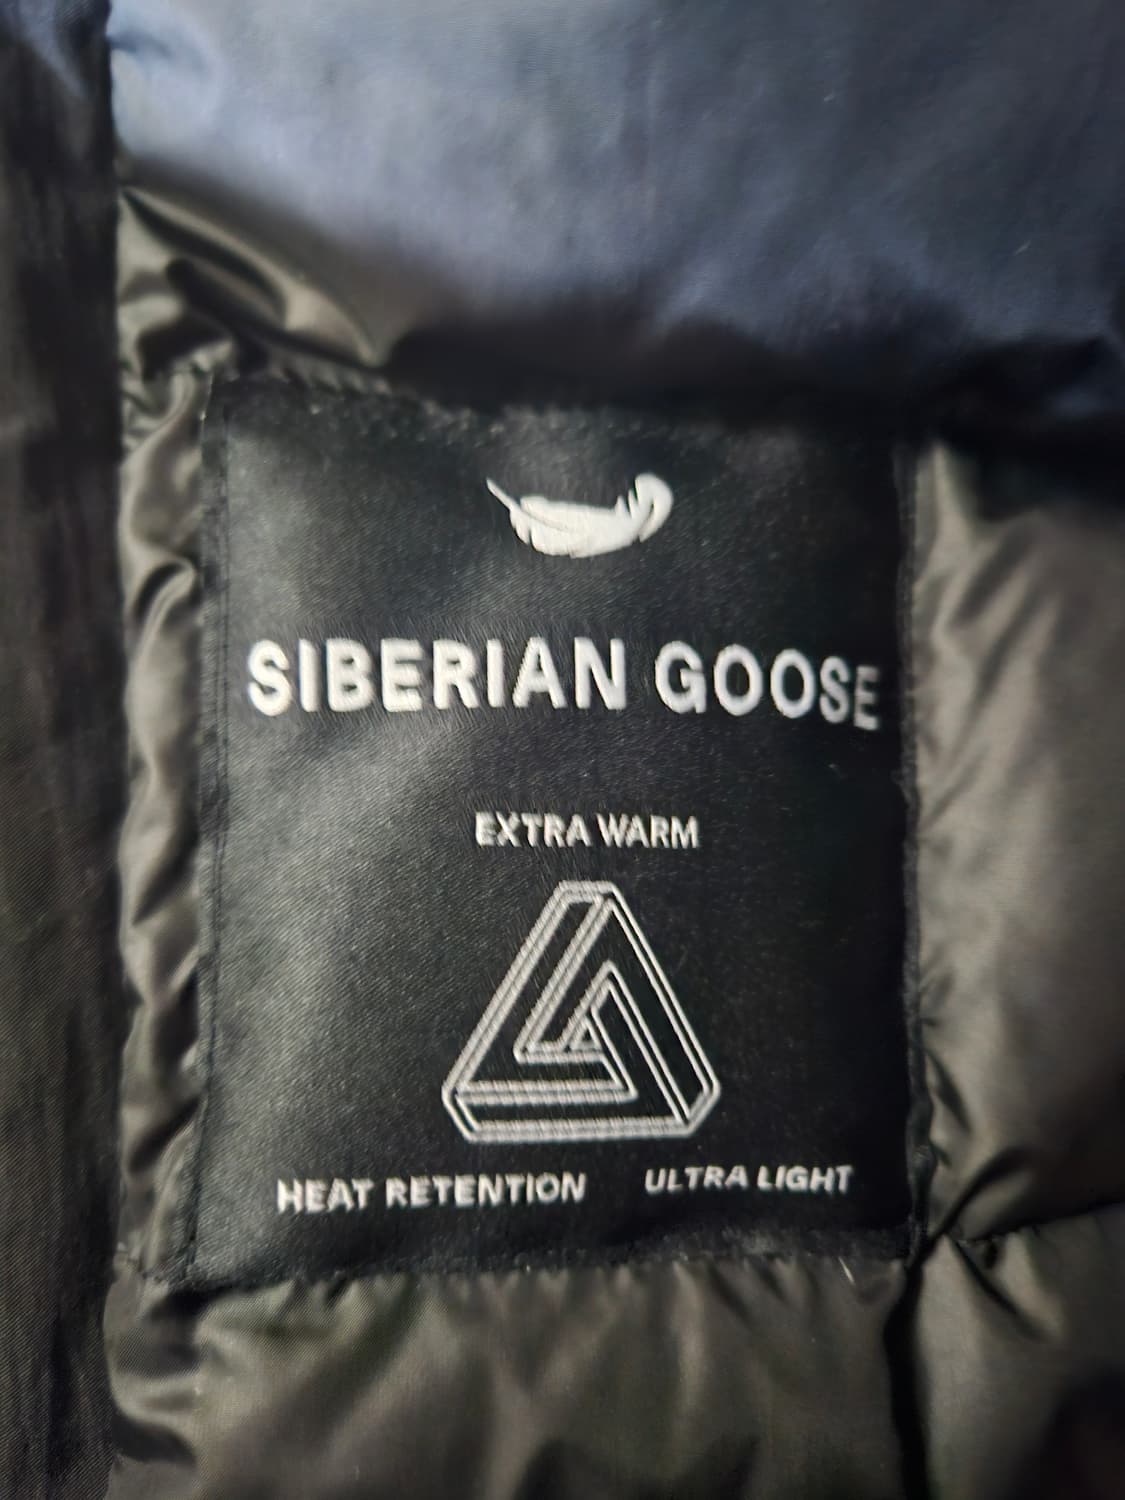 SIBERIAN GOOSE
EXTRA WARM
HEAT RETENTION
ULTRA LIGHT